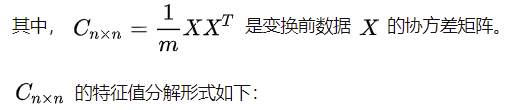 其中， $C_{n \times n} = \frac{1}{m} X X^T$ 是变换前数据 $X$ 的协方差矩阵。
$C_{n \times n}$ 的特征值分解形式如下：